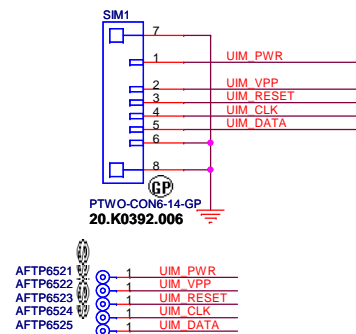 SIM1
7
1 UIM_PWR
2 UIM_VPP
3 UIM_RESET
4 UIM_CLK
5 UIM_DATA
6
8
GP
PTWO-CON6-14-GP
20.K0392.006
AFTP6521 1 UIM_PWR
AFTP6522 1 UIM_VPP
AFTP6523 1 UIM_RESET
AFTP6524 1 UIM_CLK
AFTP6525 1 UIM_DATA